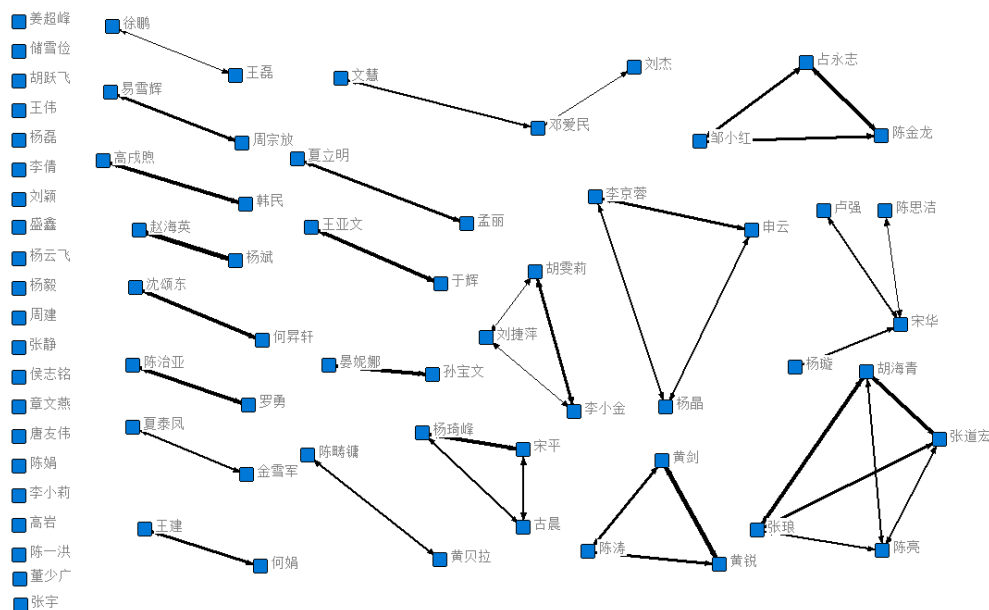 姜超峰
储雪俭
胡跃飞
王伟
杨磊
李倩
刘颖
盛鑫
杨云飞
杨毅
周建
张静
侯志铭
章文燕
唐友伟
陈娟
李小莉
高岩
陈一洪
董少广
张宇
徐鹏
王磊
易雪辉
周宗放
高戌煦
韩民
赵海英
杨斌
沈颂东
何昇轩
陈治亚
罗勇
夏泰凤
金雪军
王建
何娟
文慧
邓爱民
刘杰
夏立明
孟丽
王亚文
于辉
晏妮娜
孙宝文
陈畴镛
黄贝拉
胡雯莉
刘捷萍
李小金
杨琦峰
宋平
古晨
占永志
邹小红
陈金龙
李京蓉
申云
杨晶
卢强
陈思洁
宋华
杨璇
黄剑
陈涛
黄锐
胡海青
张道宏
张琅
陈亮